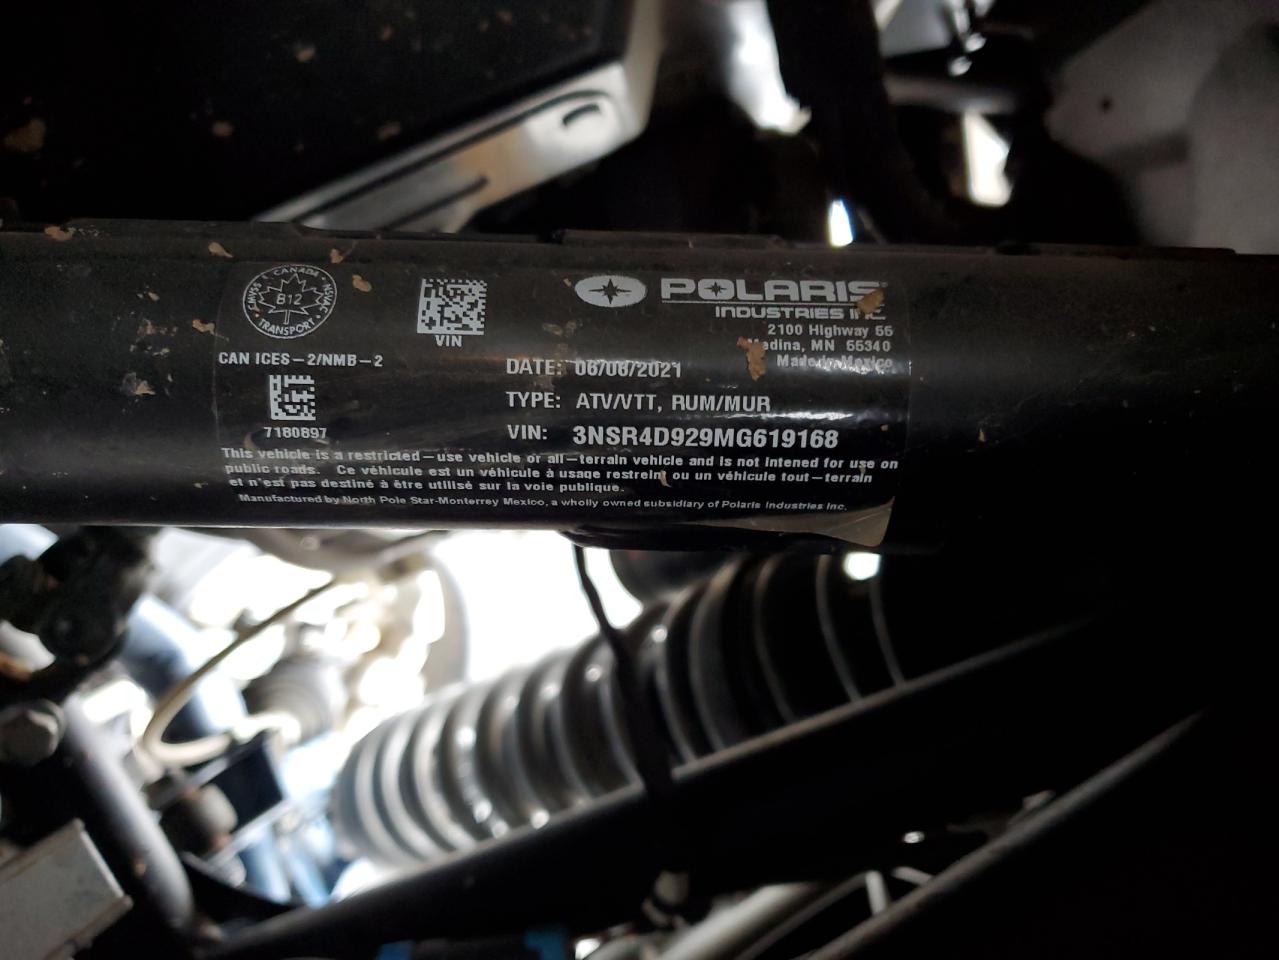 CANADA
B12
TRANSPORT
CAN ICES-2/NMB-2
7180897
VIN
POLARIS
INDUSTRIES INC
2100 Highway 55
Medina, MN 55340
Made in Mexico
DATE: 06/06/2021
TYPE: ATV/VTT, RUM/MUR
VIN: 3NSR4D929MG619168
This vehicle is a restricted-use vehicle or all-terrain vehicle and is not intened for use on
public roads. Ce véhicule est un véhicule à usage restreint ou un véhicule tout-terrain
et n'est pas destiné à être utilisé sur la voie publique.
Manufactured by North Pole Star-Monterrey Mexico, a wholly owned subsidiary of Polaris Industries Inc.